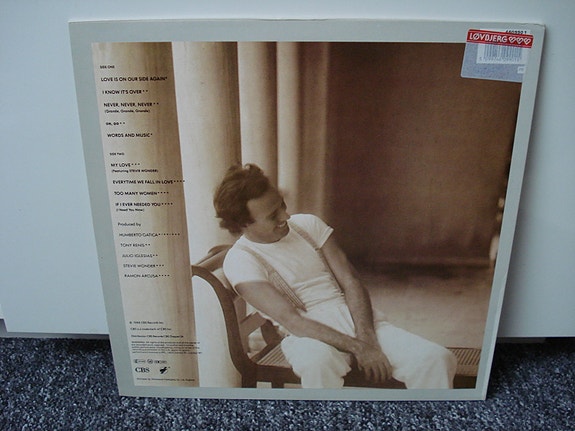 LØVBJERG
SIDE ONE
LOVE IS ON OUR SIDE AGAIN*
I KNOW IT'S OVER**
NEVER, NEVER, NEVER**
(Grande, Grande, Grande)
WORDS AND MUSIC*
SIDE TWO
MY LOVE***
(Featuring STEVIE WONDER)
EVERYTIME WE FALL IN LOVE****
TOO MANY WOMEN****
IF I EVER NEEDED YOU****
(I Need You Now)
Produced by
HUMBERTO GATICA
TONY RENIS**
JULIO IGLESIAS**
STEVIE WONDER***
RAMON ARCUSA****
CBS